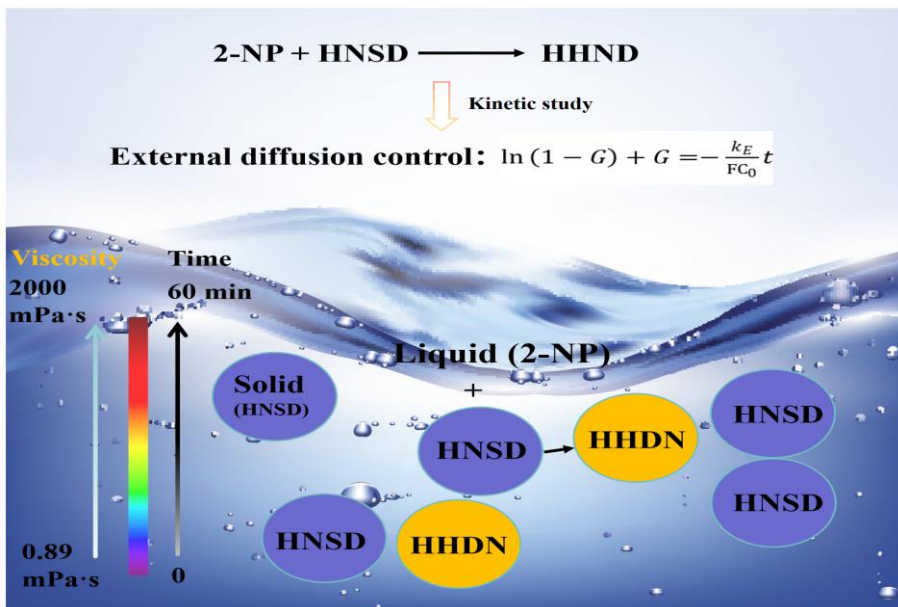 2-NP + HNSD ⟶ HHND
Kinetic study
External diffusion control: ln (1 − G) + G =− k_E/FC₀ t
Viscosity
2000
mPa·s
Time
60 min
Liquid (2-NP)
+
Solid
(HNSD)
HNSD
HHDN
HNSD
HNSD
HNSD
HHDN
0.89
mPa·s
0